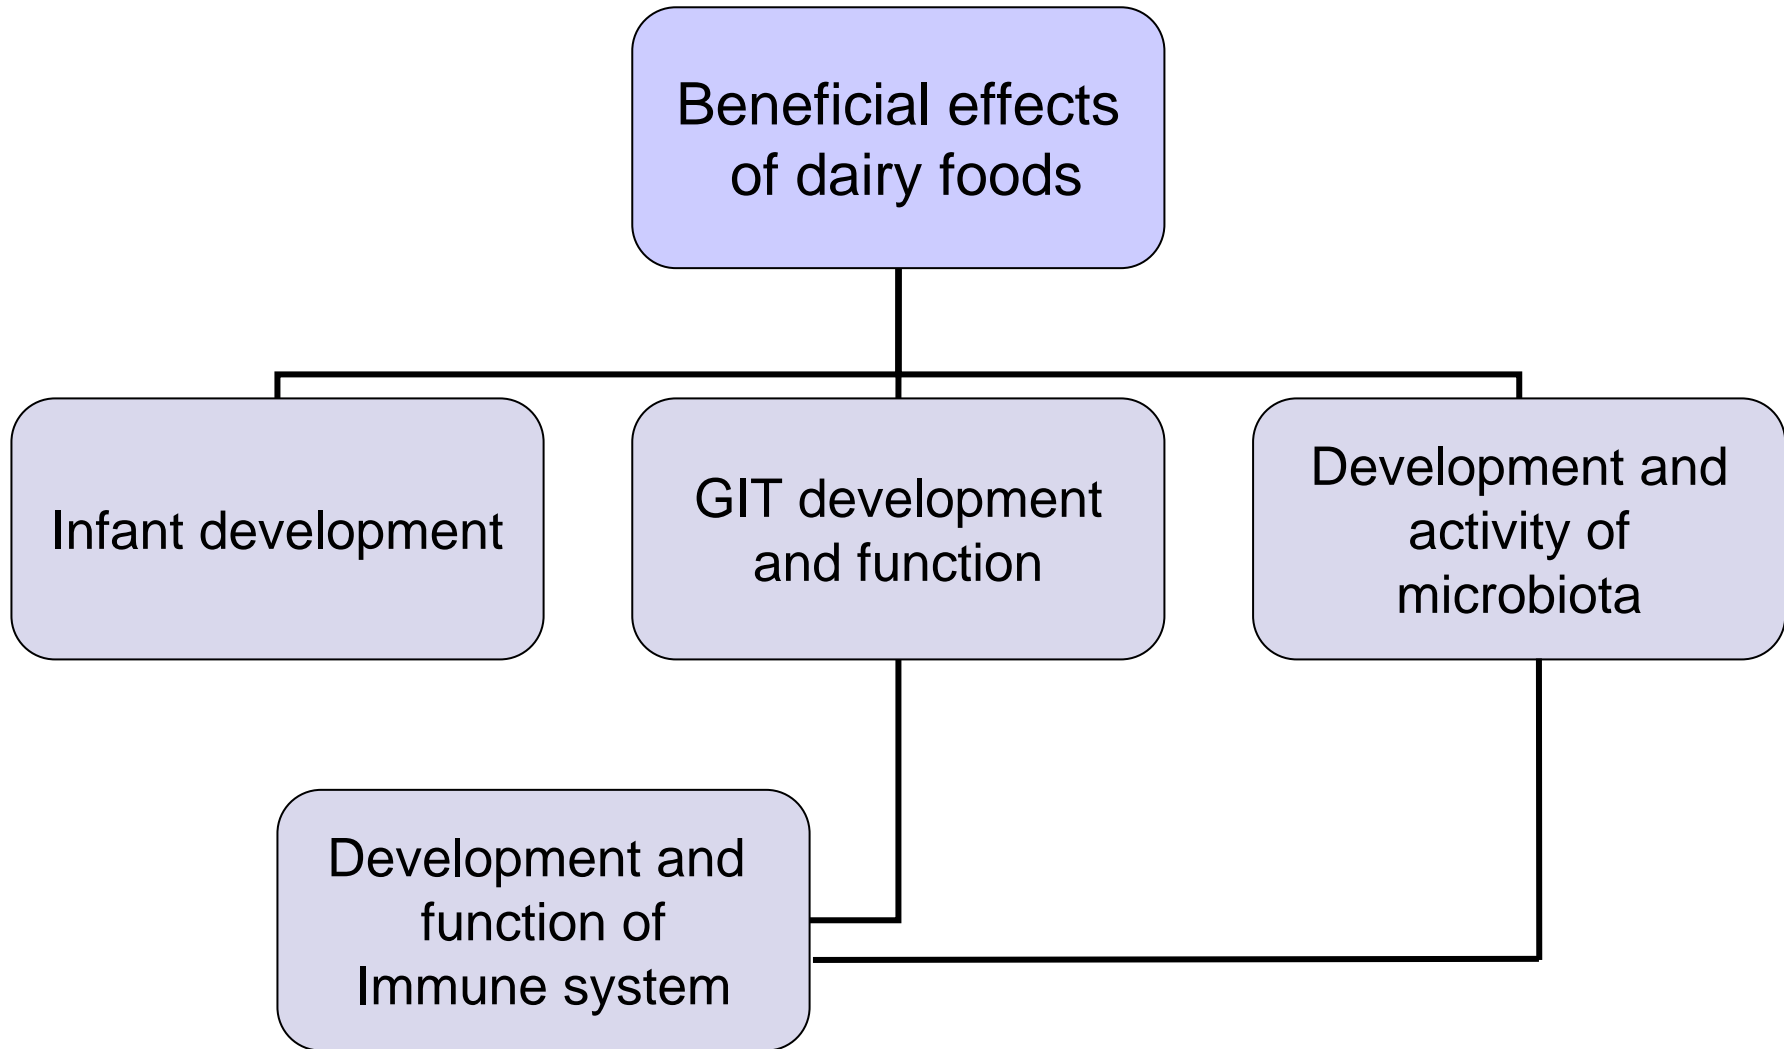 Beneficial effects
of dairy foods
Infant development
GIT development
and function
Development and
activity of
microbiota
Development and
function of
Immune system